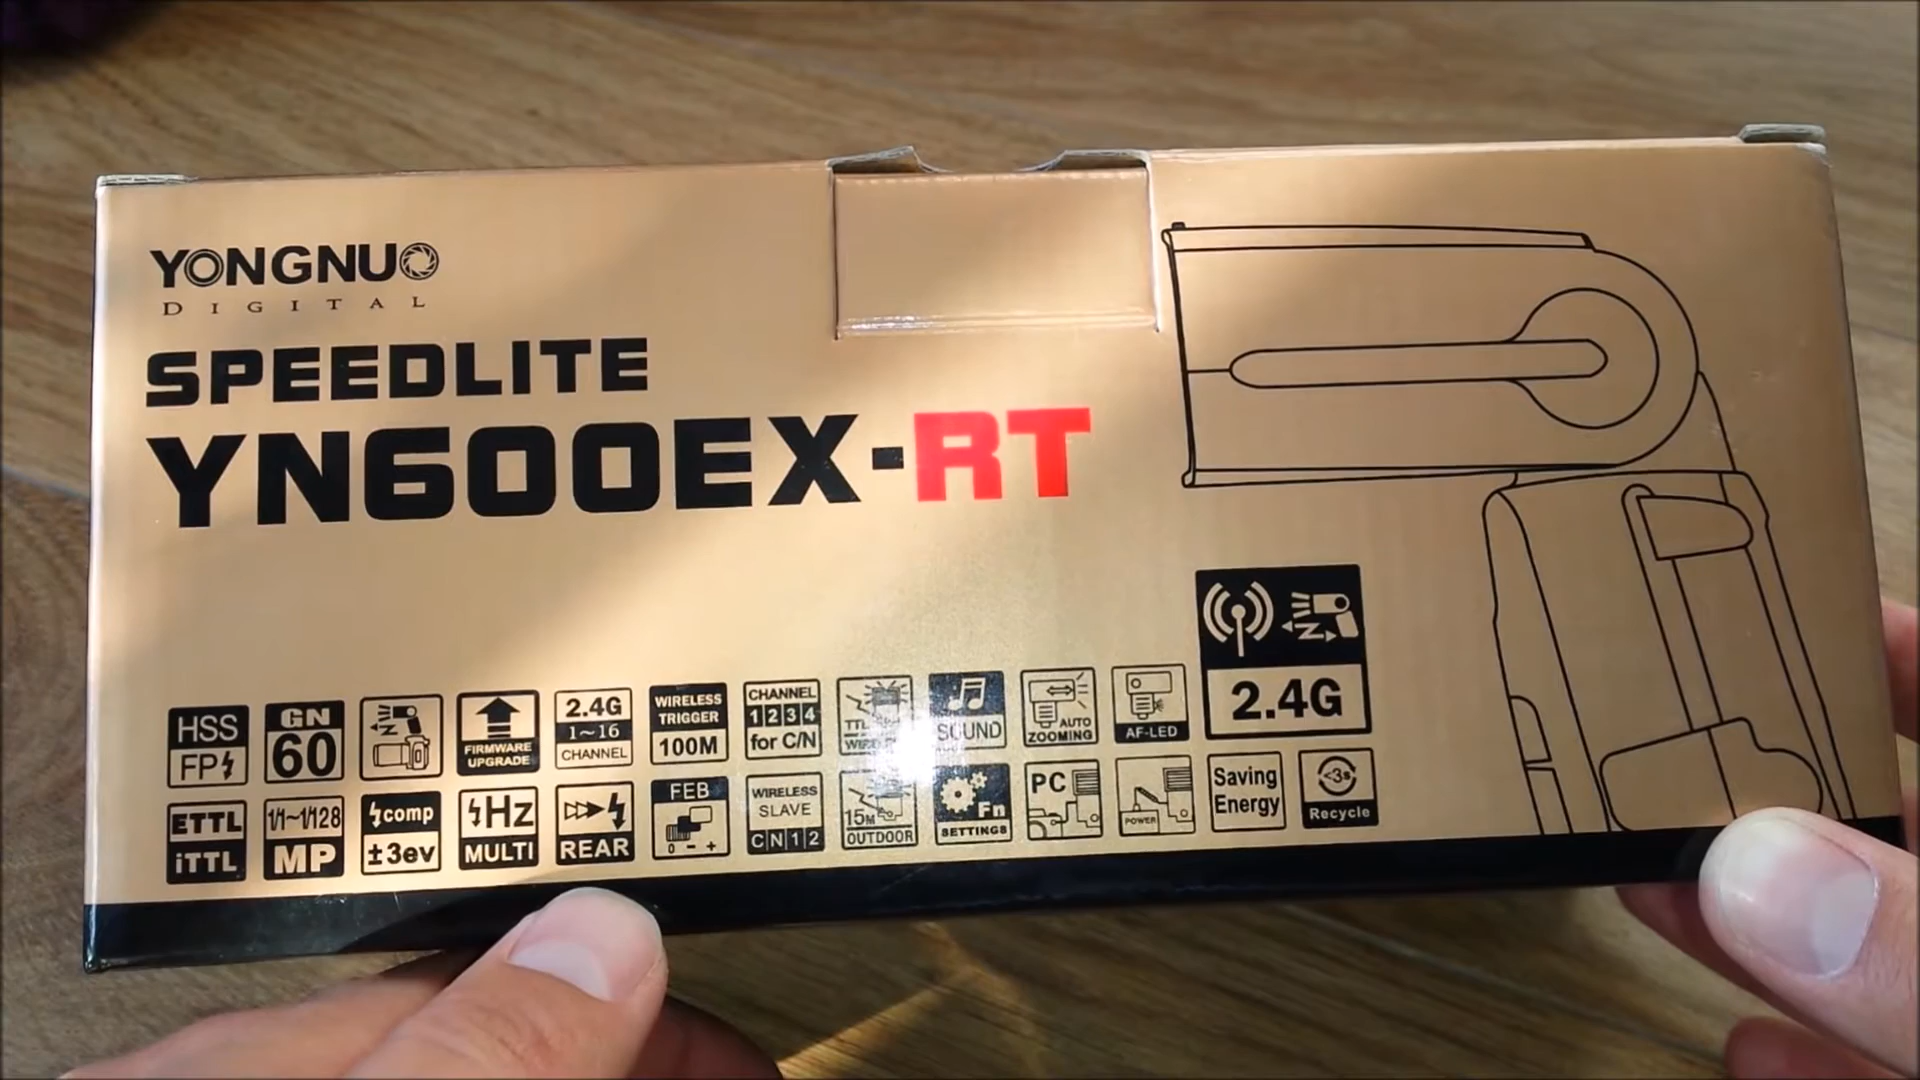 YONGNUO
DIGITAL
SPEEDLITE
YN600EX-RT
HSS
FP
GN
60
FIRMWARE
UPGRADE
2.4G
1~16
CHANNEL
WIRELESS
TRIGGER
100M
CHANNEL
1 2 3 4
for C/N
TTL
SOUND
AUTO
ZOOMING
AF-LED
2.4G
ETTL
iTTL
1/1~1/128
MP
comp
±3ev
Hz
MULTI
REAR
FEB
0 - +
WIRELESS
SLAVE
C N 1 2
15M
OUTDOOR
Fn
SETTINGS
PC
POWER
Saving
Energy
<3s
Recycle